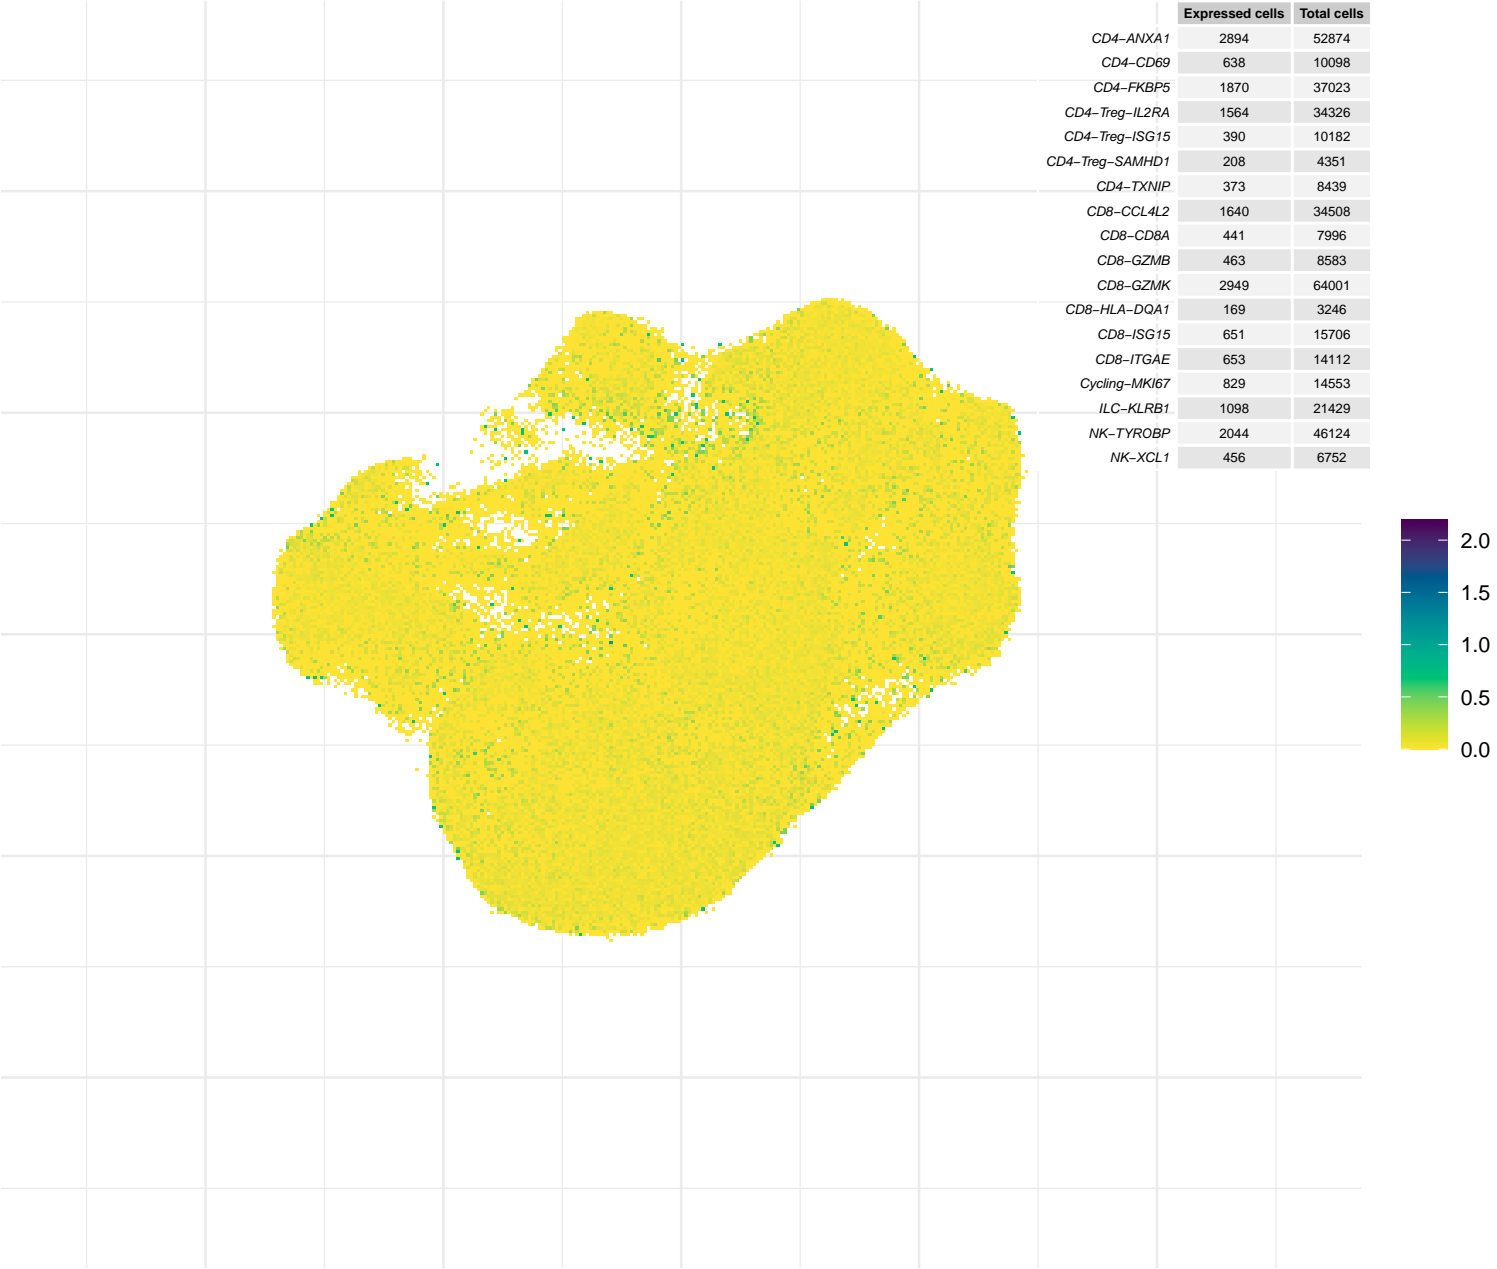 Expressed cells Total cells
CD4−ANXA1 2894 52874
CD4−CD69 638 10098
CD4−FKBP5 1870 37023
CD4−Treg−IL2RA 1564 34326
CD4−Treg−ISG15 390 10182
CD4−Treg−SAMHD1 208 4351
CD4−TXNIP 373 8439
CD8−CCL4L2 1640 34508
CD8−CD8A 441 7996
CD8−GZMB 463 8583
CD8−GZMK 2949 64001
CD8−HLA−DQA1 169 3246
CD8−ISG15 651 15706
CD8−ITGAE 653 14112
Cycling−MKI67 829 14553
ILC−KLRB1 1098 21429
NK−TYROBP 2044 46124
NK−XCL1 456 6752
2.0
1.5
1.0
0.5
0.0